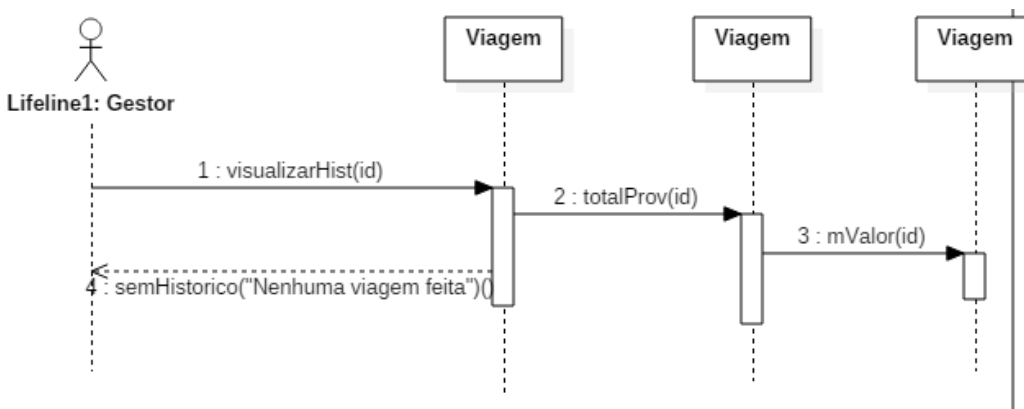 Viagem
Viagem
Viagem
Lifeline1: Gestor
1 : visualizarHist(id)
2 : totalProv(id)
3 : mValor(id)
4 : semHistorico("Nenhuma viagem feita")()